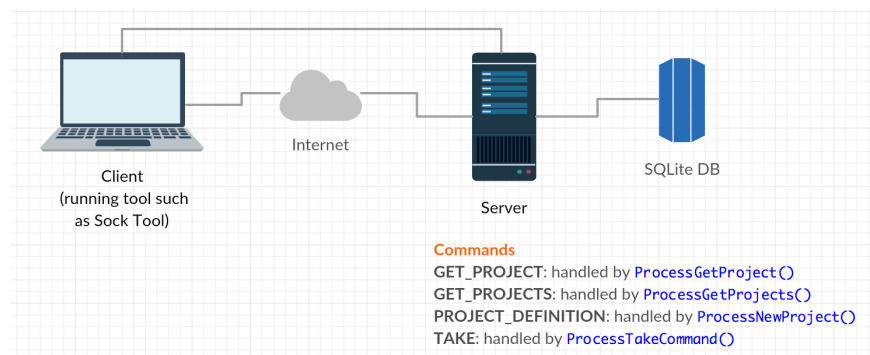 Internet
SQLite DB
Client
(running tool such
as Sock Tool)
Server
Commands
GET_PROJECT: handled by ProcessGetProject()
GET_PROJECTS: handled by ProcessGetProjects()
PROJECT_DEFINITION: handled by ProcessNewProject()
TAKE: handled by ProcessTakeCommand()